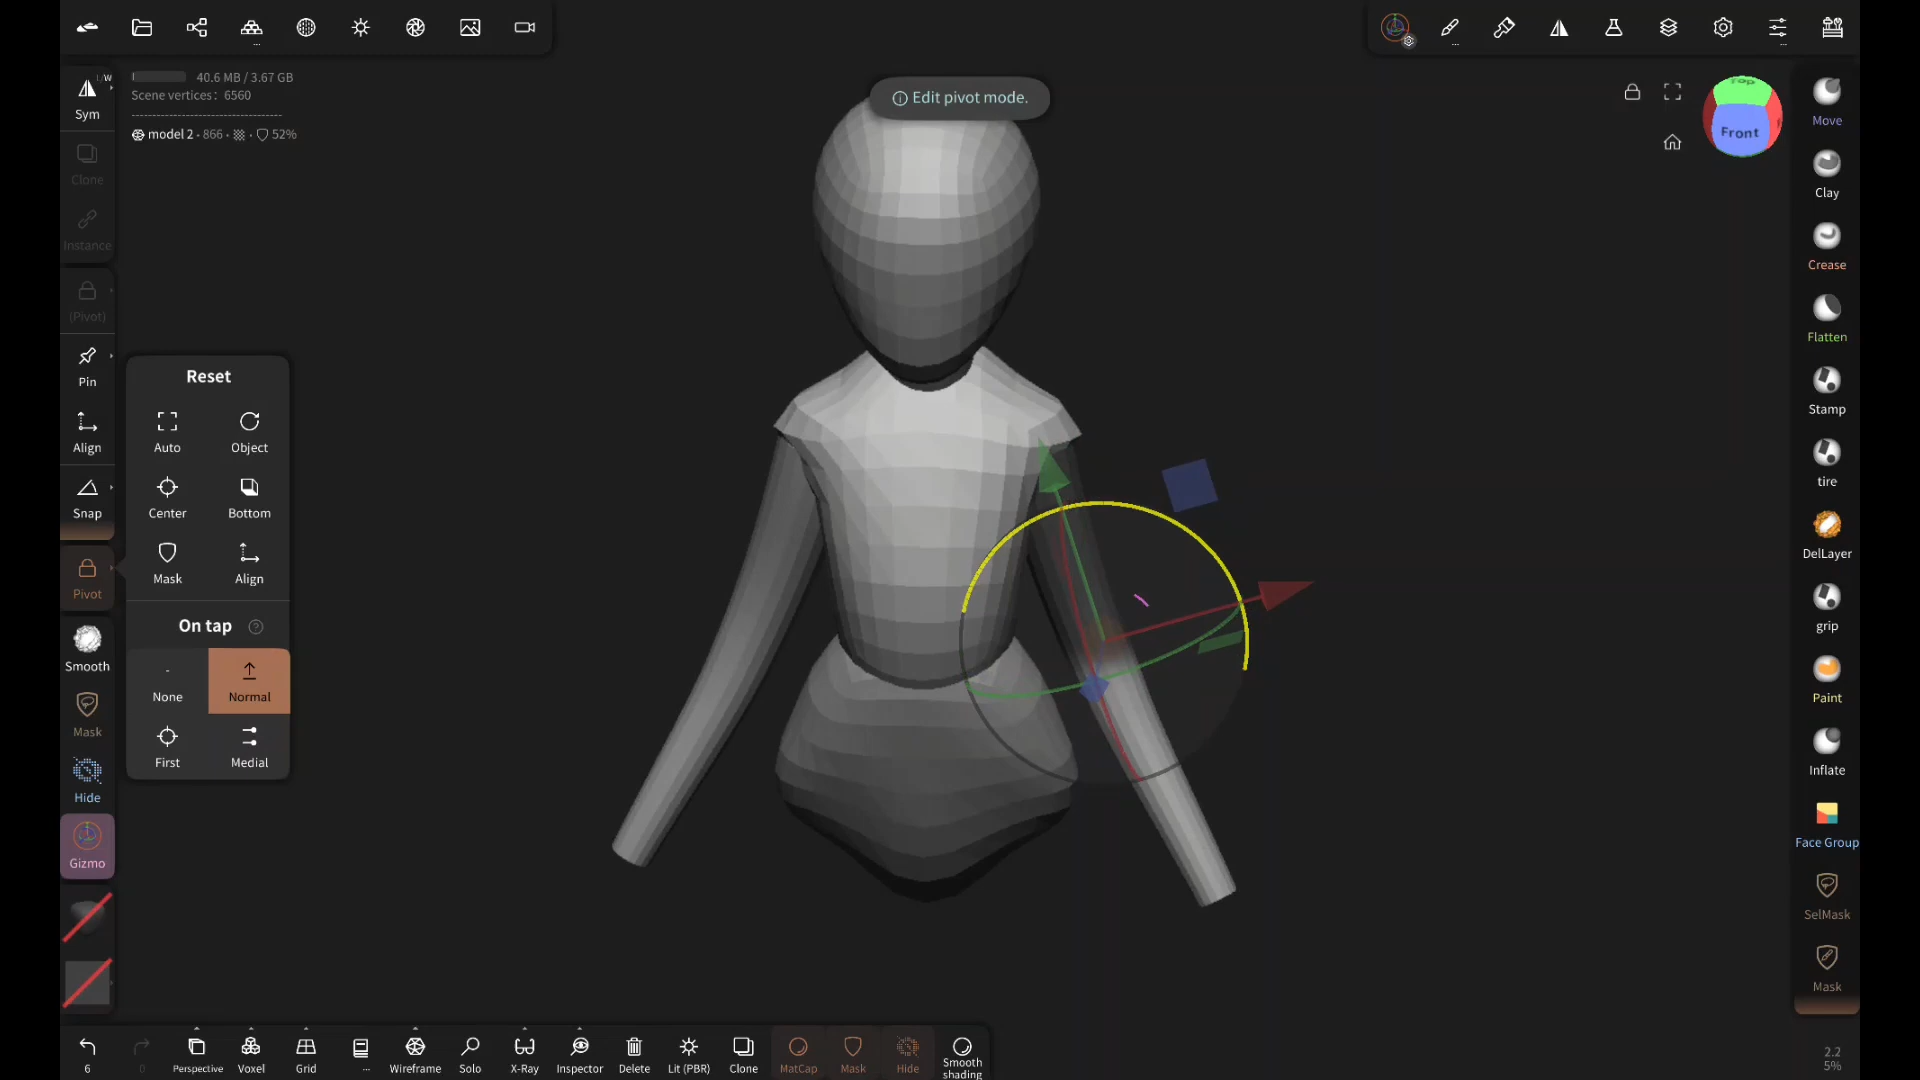 40.6 MB / 3.67 GB
Scene vertices: 6560
model 2 • 866 • 52%
Edit pivot mode.
Top
Front
/W
Sym
Clone
Instance
(Pivot)
Pin
Align
Snap
Pivot
Smooth
Mask
Hide
Gizmo
Reset
Auto
Object
Center
Bottom
Mask
Align
On tap
None
Normal
First
Medial
Move
Clay
Crease
Flatten
Stamp
tire
DelLayer
grip
Paint
Inflate
Face Group
SelMask
Mask
6
0
Perspective
Voxel
Grid
...
Wireframe
Solo
X-Ray
Inspector
Delete
Lit (PBR)
Clone
MatCap
Mask
Hide
Smooth
shading
2.2
5%